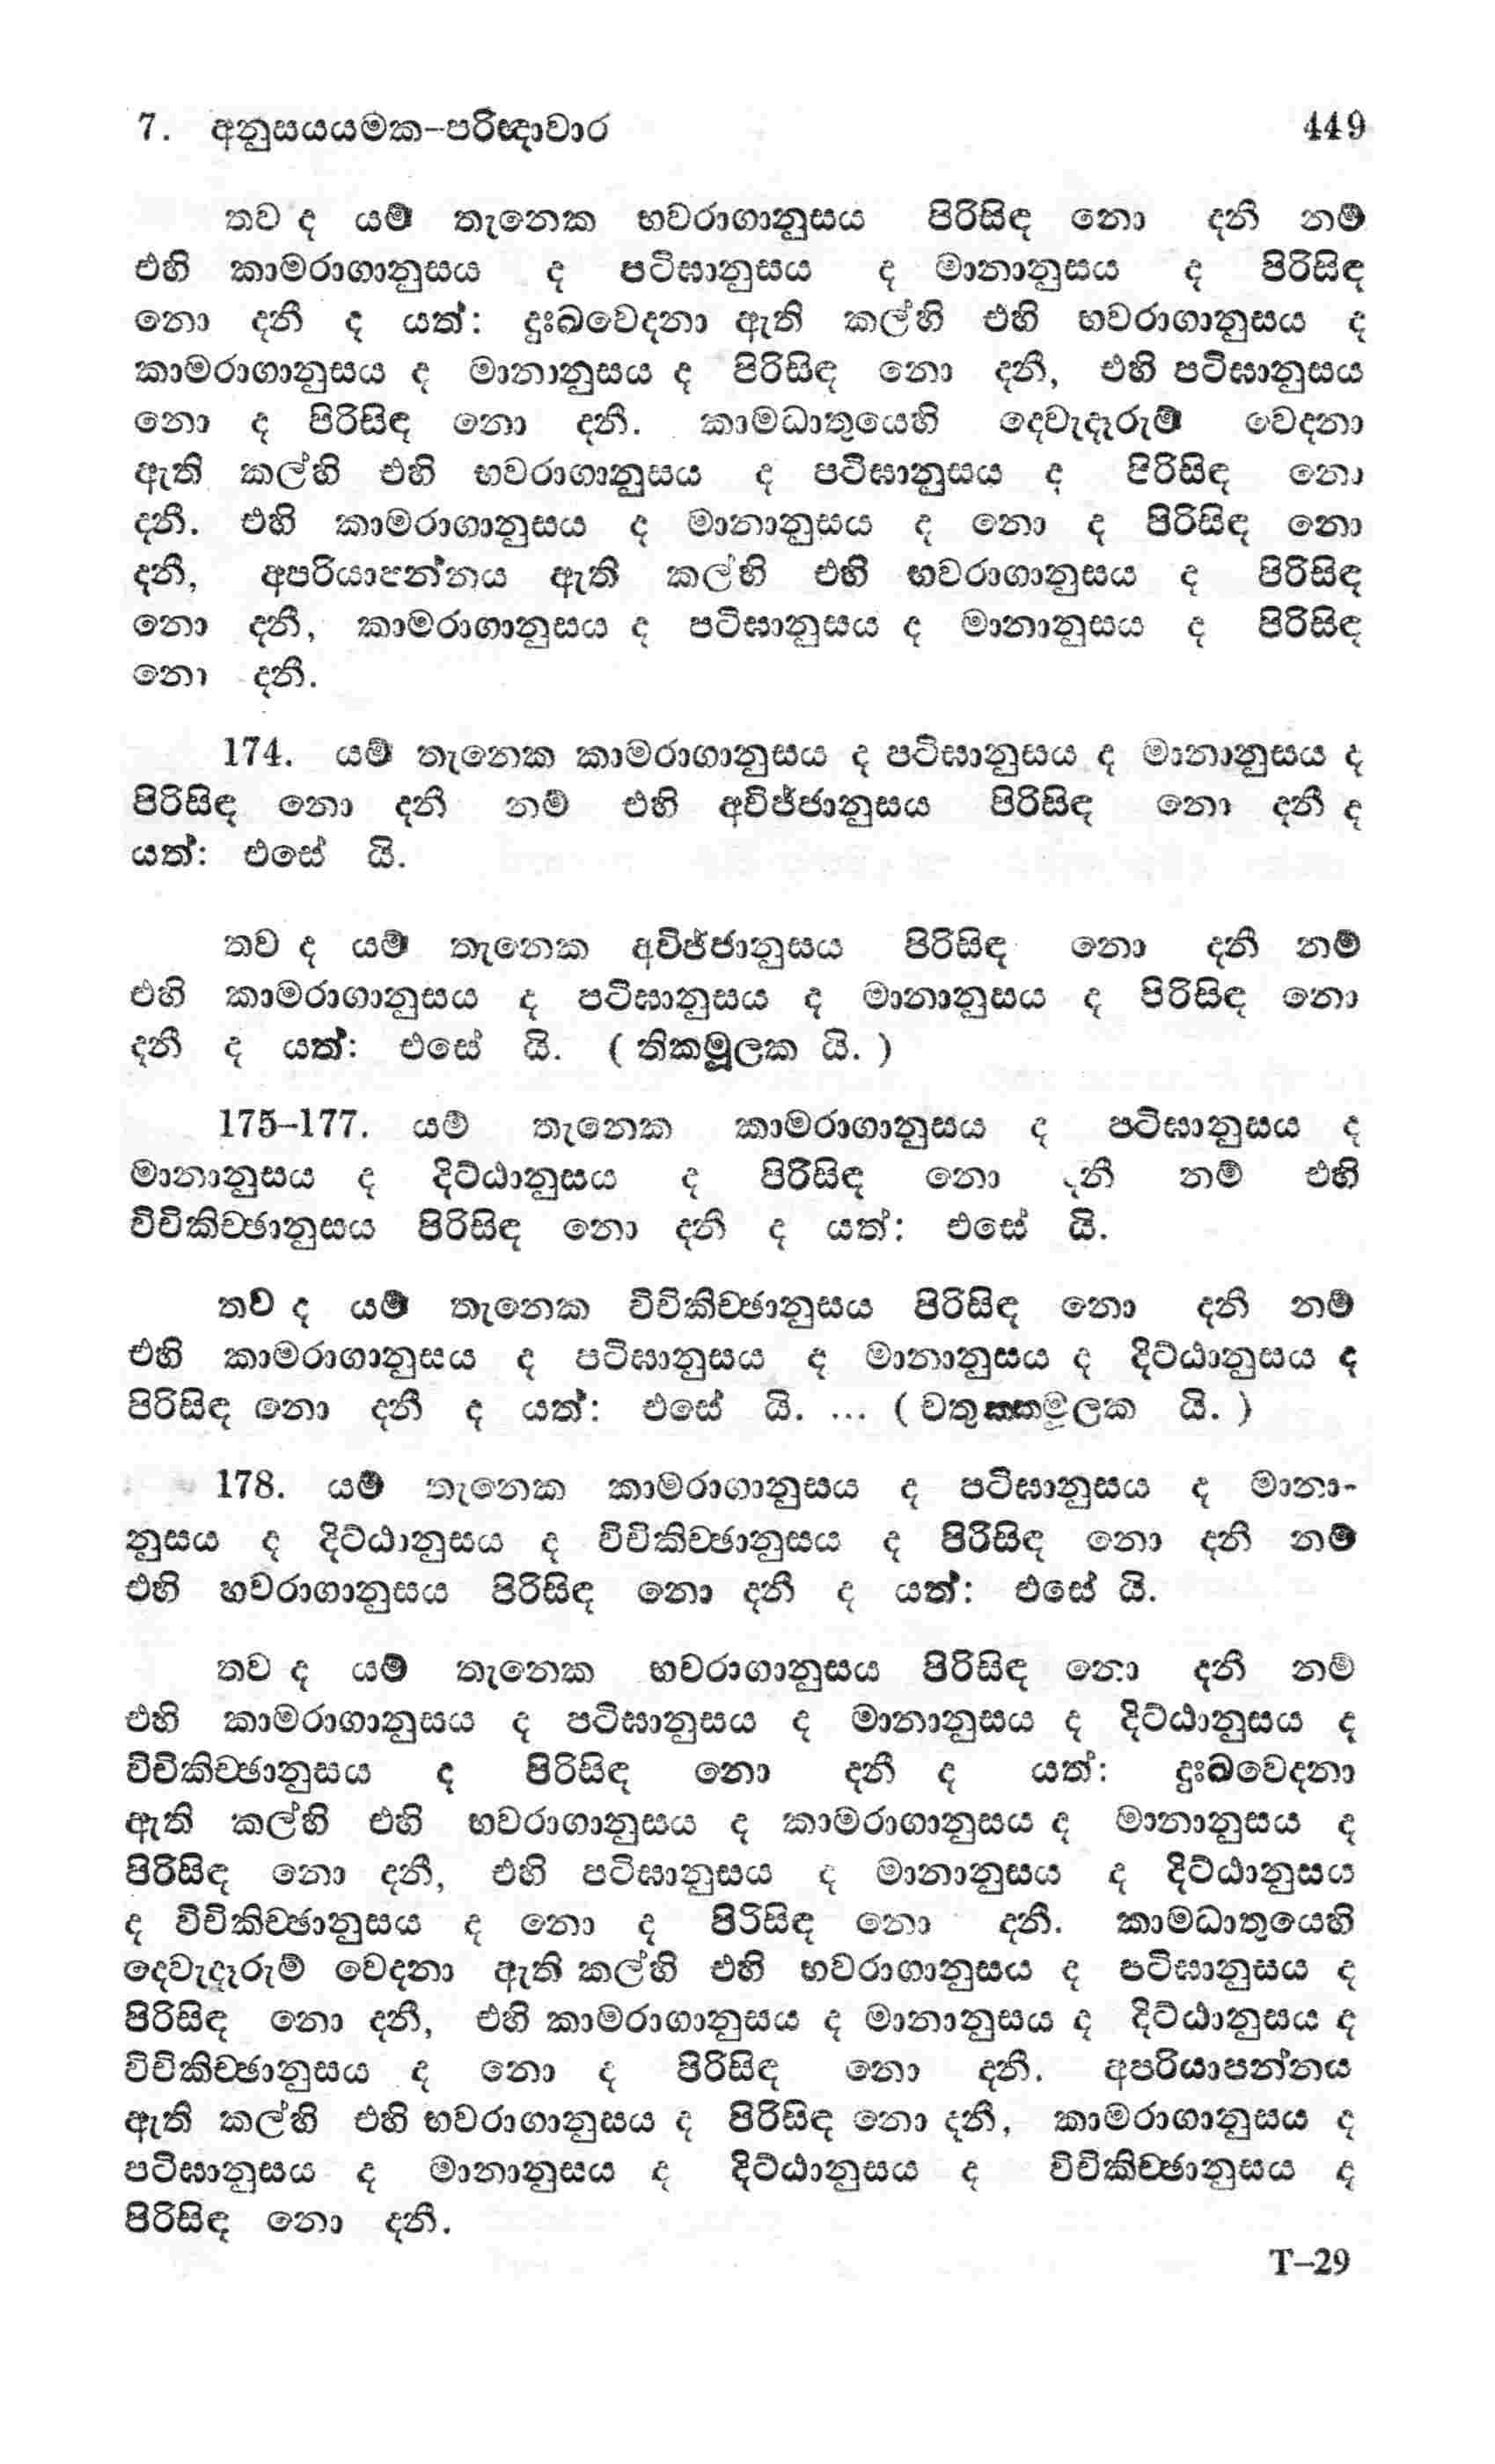 7. අනුසයයමක-පරිඤාවාර 449
තව ද යම් තැනෙක භවරාගානුසය පිරිසිඳ නො දනී නම්
එහි කාමරාගානුසය ද පටිඝානුසය ද මානානුසය ද පිරිසිඳ
නො දනී ද යත්: දුඃඛවෙදනා ඇති කල්හි එහි භවරාගානුසය ද
කාමරාගානුසය ද මානානුසය ද පිරිසිඳ නො දනී, එහි පටිඝානුසය
නො ද පිරිසිඳ නො දනී. කාමධාතුයෙහි දෙවැදෑරුම් වෙදනා
ඇති කල්හි එහි භවරාගානුසය ද පටිඝානුසය ද පිරිසිඳ නො
දනී. එහි කාමරාගානුසය ද මානානුසය ද නො ද පිරිසිඳ නො
දනී, අපරියාපන්නය ඇති කල්හි එහි භවරාගානුසය ද පිරිසිඳ
නො දනී, කාමරාගානුසය ද පටිඝානුසය ද මානානුසය ද පිරිසිඳ
නො දනී.
174. යම් තැනෙක කාමරාගානුසය ද පටිඝානුසය ද මානානුසය ද
පිරිසිඳ නො දනී නම් එහි අවිජ්ජානුසය පිරිසිඳ නො දනී ද
යත්: එසේ යි.
තව ද යම් තැනෙක අවිජ්ජානුසය පිරිසිඳ නො දනී නම්
එහි කාමරාගානුසය ද පටිඝානුසය ද මානානුසය ද පිරිසිඳ නො
දනී ද යත්: එසේ යි. ( තිකමූලක යි. )
175-177. යම් තැනෙක කාමරාගානුසය ද පටිඝානුසය ද
මානානුසය ද දිට්ඨානුසය ද පිරිසිඳ නො දනී නම් එහි
විචිකිච්ඡානුසය පිරිසිඳ නො දනී ද යත්: එසේ යි.
තව ද යම් තැනෙක විචිකිච්ඡානුසය පිරිසිඳ නො දනී නම්
එහි කාමරාගානුසය ද පටිඝානුසය ද මානානුසය ද දිට්ඨානුසය ද
පිරිසිඳ නො දනී ද යත්: එසේ යි. ... ( චතුක්කමූලක යි. )
178. යම් තැනෙක කාමරාගානුසය ද පටිඝානුසය ද මානා-
නුසය ද දිට්ඨානුසය ද විචිකිච්ඡානුසය ද පිරිසිඳ නො දනී නම්
එහි භවරාගානුසය පිරිසිඳ නො දනී ද යත්: එසේ යි.
තව ද යම් තැනෙක භවරාගානුසය පිරිසිඳ නො දනී නම්
එහි කාමරාගානුසය ද පටිඝානුසය ද මානානුසය ද දිට්ඨානුසය ද
විචිකිච්ඡානුසය ද පිරිසිඳ නො දනී ද යත්: දුඃඛවෙදනා
ඇති කල්හි එහි භවරාගානුසය ද කාමරාගානුසය ද මානානුසය ද
පිරිසිඳ නො දනී, එහි පටිඝානුසය ද මානානුසය ද දිට්ඨානුසය
ද විචිකිච්ඡානුසය ද නො ද පිරිසිඳ නො දනී. කාමධාතුයෙහි
දෙවැදෑරුම් වෙදනා ඇති කල්හි එහි භවරාගානුසය ද පටිඝානුසය ද
පිරිසිඳ නො දනී, එහි කාමරාගානුසය ද මානානුසය ද දිට්ඨානුසය ද
විචිකිච්ඡානුසය ද නො ද පිරිසිඳ නො දනී. අපරියාපන්නය
ඇති කල්හි එහි භවරාගානුසය ද පිරිසිඳ නො දනී, කාමරාගානුසය ද
පටිඝානුසය ද මානානුසය ද දිට්ඨානුසය ද විචිකිච්ඡානුසය ද
පිරිසිඳ නො දනී.
T-29